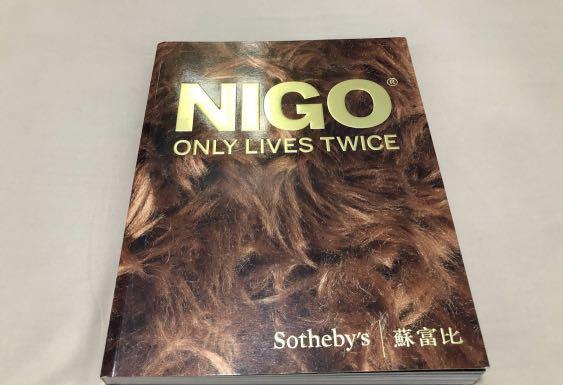 NIGO®
ONLY LIVES TWICE
Sotheby's | 蘇富比